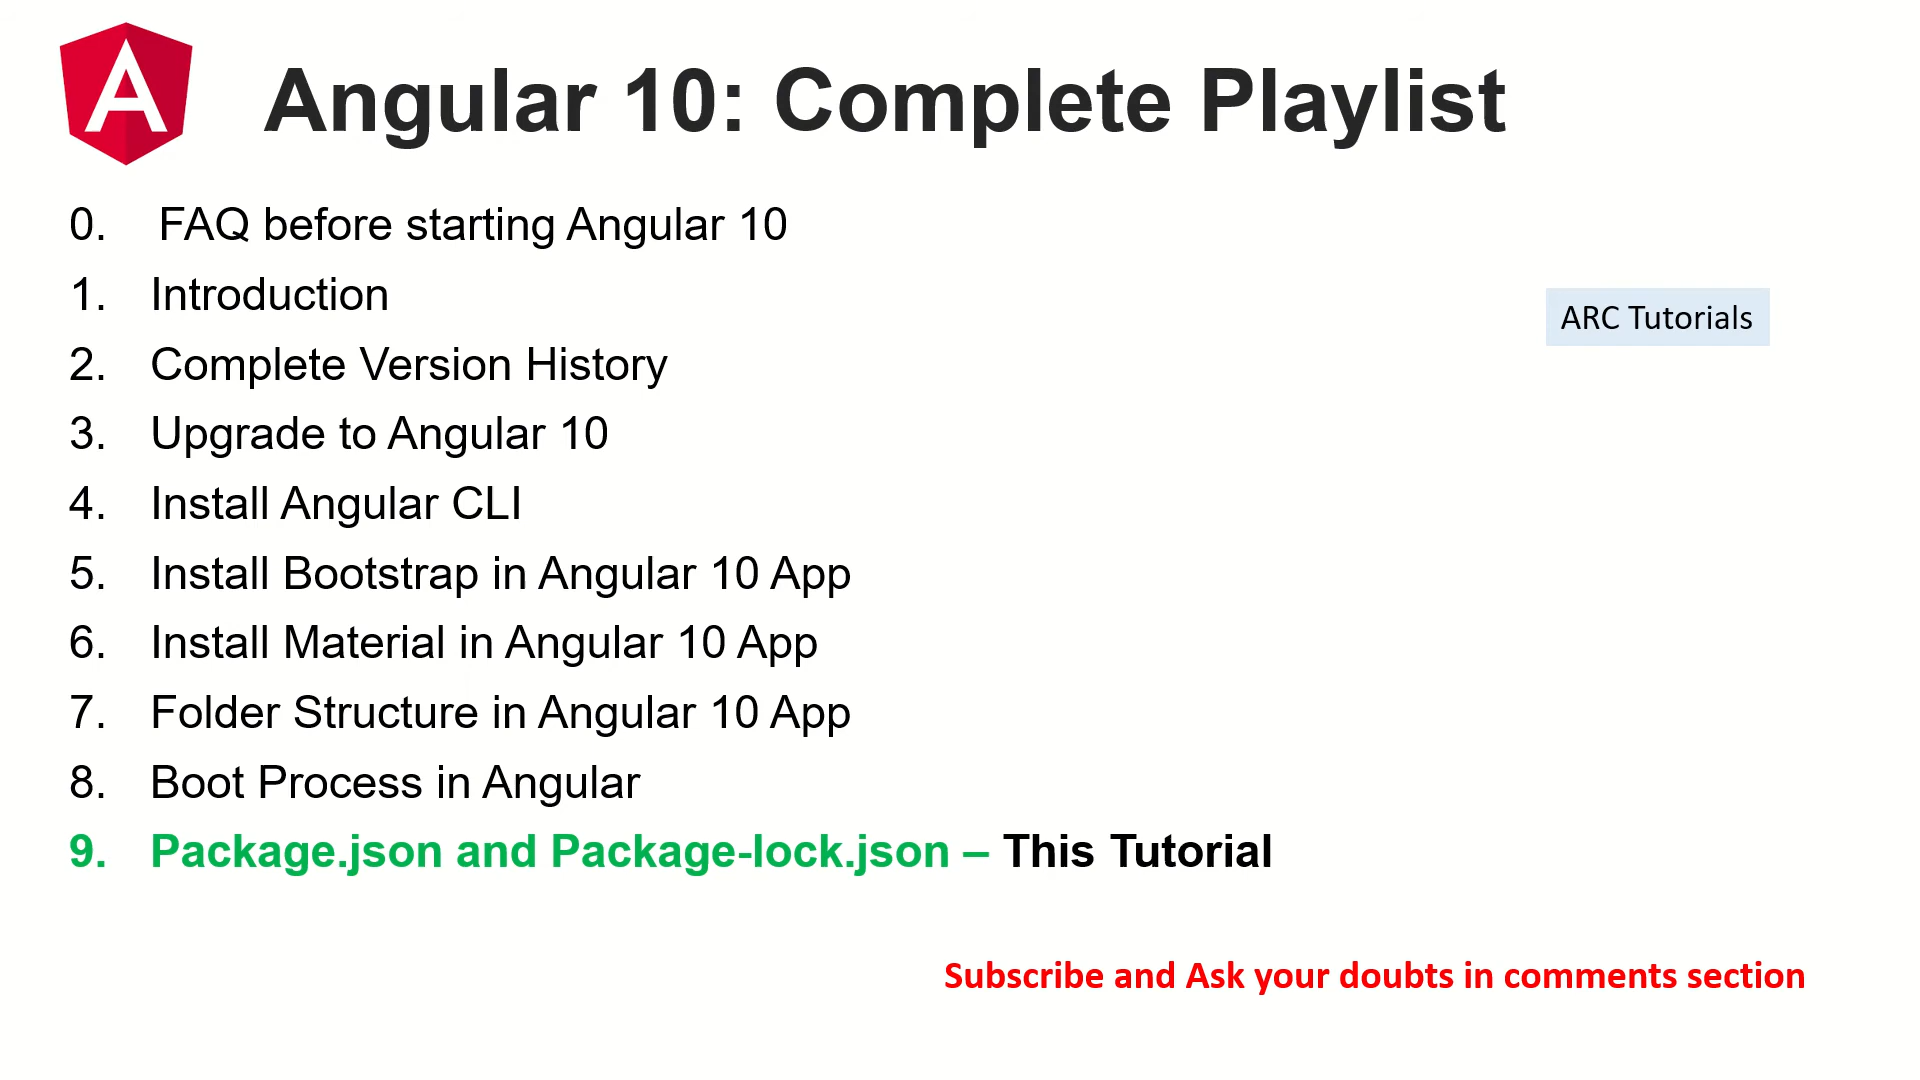 Angular 10: Complete Playlist
0. FAQ before starting Angular 10
1. Introduction
ARC Tutorials
2. Complete Version History
3. Upgrade to Angular 10
4. Install Angular CLI
5. Install Bootstrap in Angular 10 App
6. Install Material in Angular 10 App
7. Folder Structure in Angular 10 App
8. Boot Process in Angular
9. Package.json and Package-lock.json – This Tutorial
Subscribe and Ask your doubts in comments section